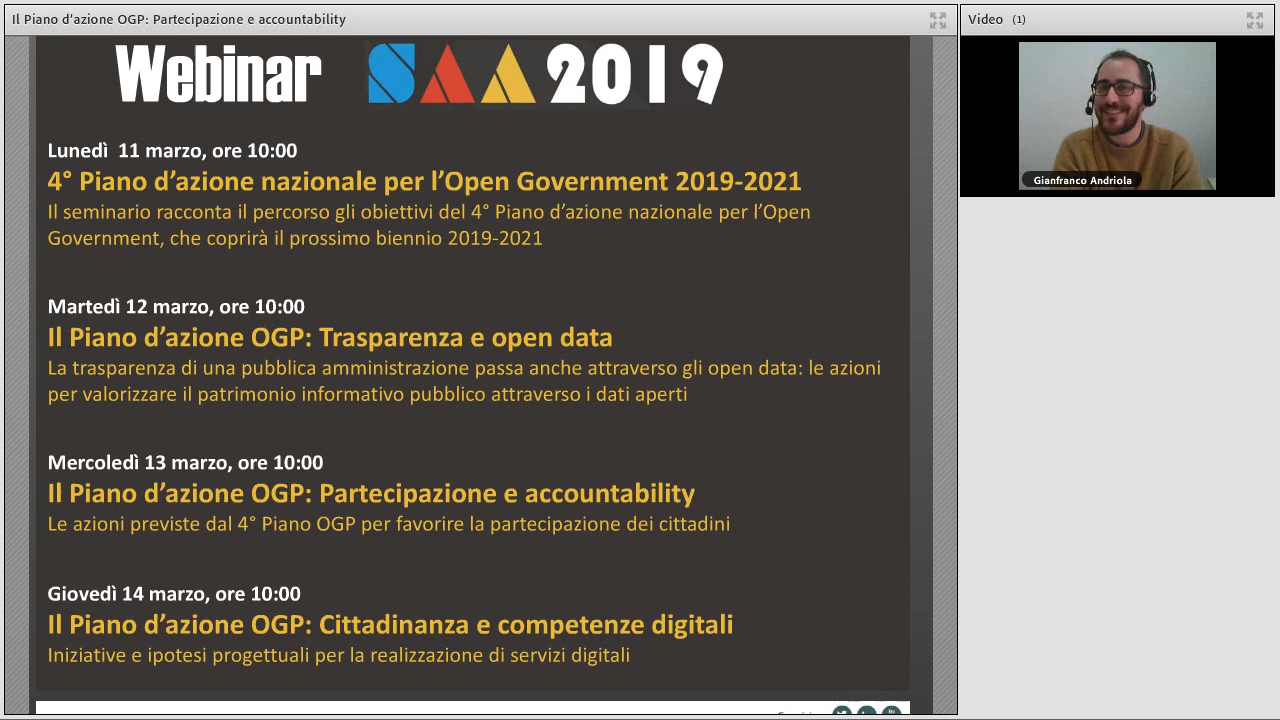 Il Piano d'azione OGP: Partecipazione e accountability
Video (1)
Webinar SAA 2019
Gianfranco Andriola
Lunedì 11 marzo, ore 10:00
4° Piano d’azione nazionale per l’Open Government 2019-2021
Il seminario racconta il percorso gli obiettivi del 4° Piano d’azione nazionale per l’Open
Government, che coprirà il prossimo biennio 2019-2021
Martedì 12 marzo, ore 10:00
Il Piano d’azione OGP: Trasparenza e open data
La trasparenza di una pubblica amministrazione passa anche attraverso gli open data: le azioni
per valorizzare il patrimonio informativo pubblico attraverso i dati aperti
Mercoledì 13 marzo, ore 10:00
Il Piano d’azione OGP: Partecipazione e accountability
Le azioni previste dal 4° Piano OGP per favorire la partecipazione dei cittadini
Giovedì 14 marzo, ore 10:00
Il Piano d’azione OGP: Cittadinanza e competenze digitali
Iniziative e ipotesi progettuali per la realizzazione di servizi digitali